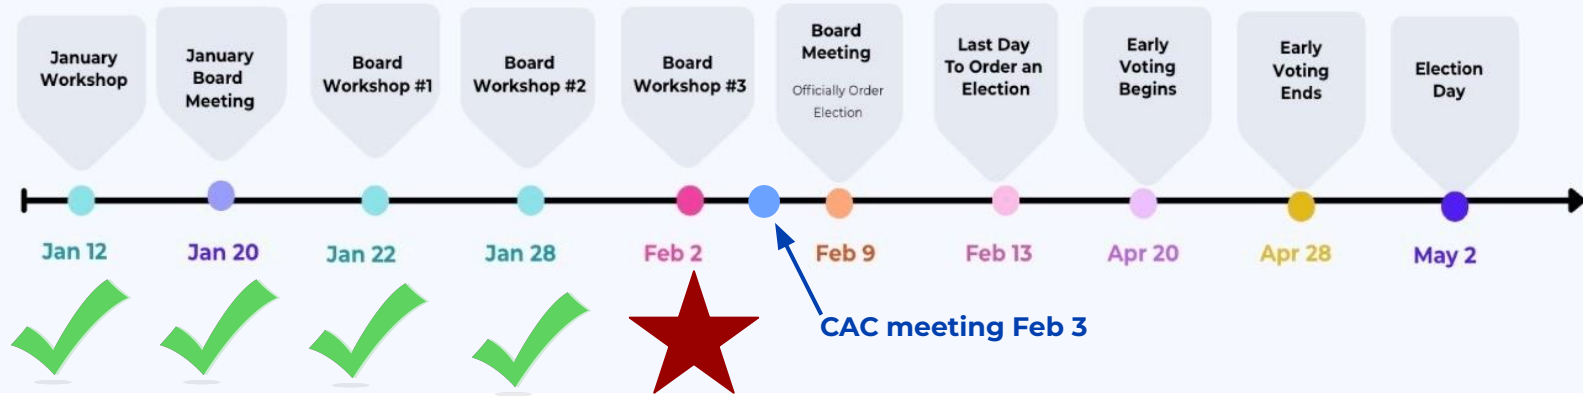 January
Workshop
January
Board
Meeting
Board
Workshop #1
Board
Workshop #2
Board
Workshop #3
Board
Meeting
Officially Order
Election
Last Day
To Order an
Election
Early
Voting
Begins
Early
Voting
Ends
Election
Day
Jan 12
Jan 20
Jan 22
Jan 28
Feb 2
Feb 9
Feb 13
Apr 20
Apr 28
May 2
CAC meeting Feb 3